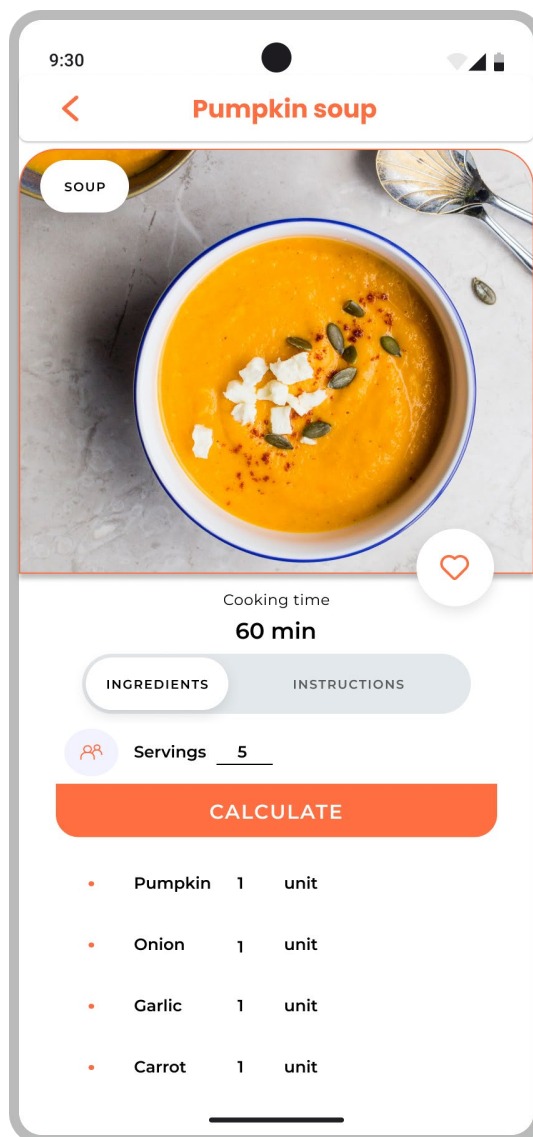 9:30
Pumpkin soup
SOUP
Cooking time
60 min
INGREDIENTS INSTRUCTIONS
Servings 5
CALCULATE
Pumpkin 1 unit
Onion 1 unit
Garlic 1 unit
Carrot 1 unit